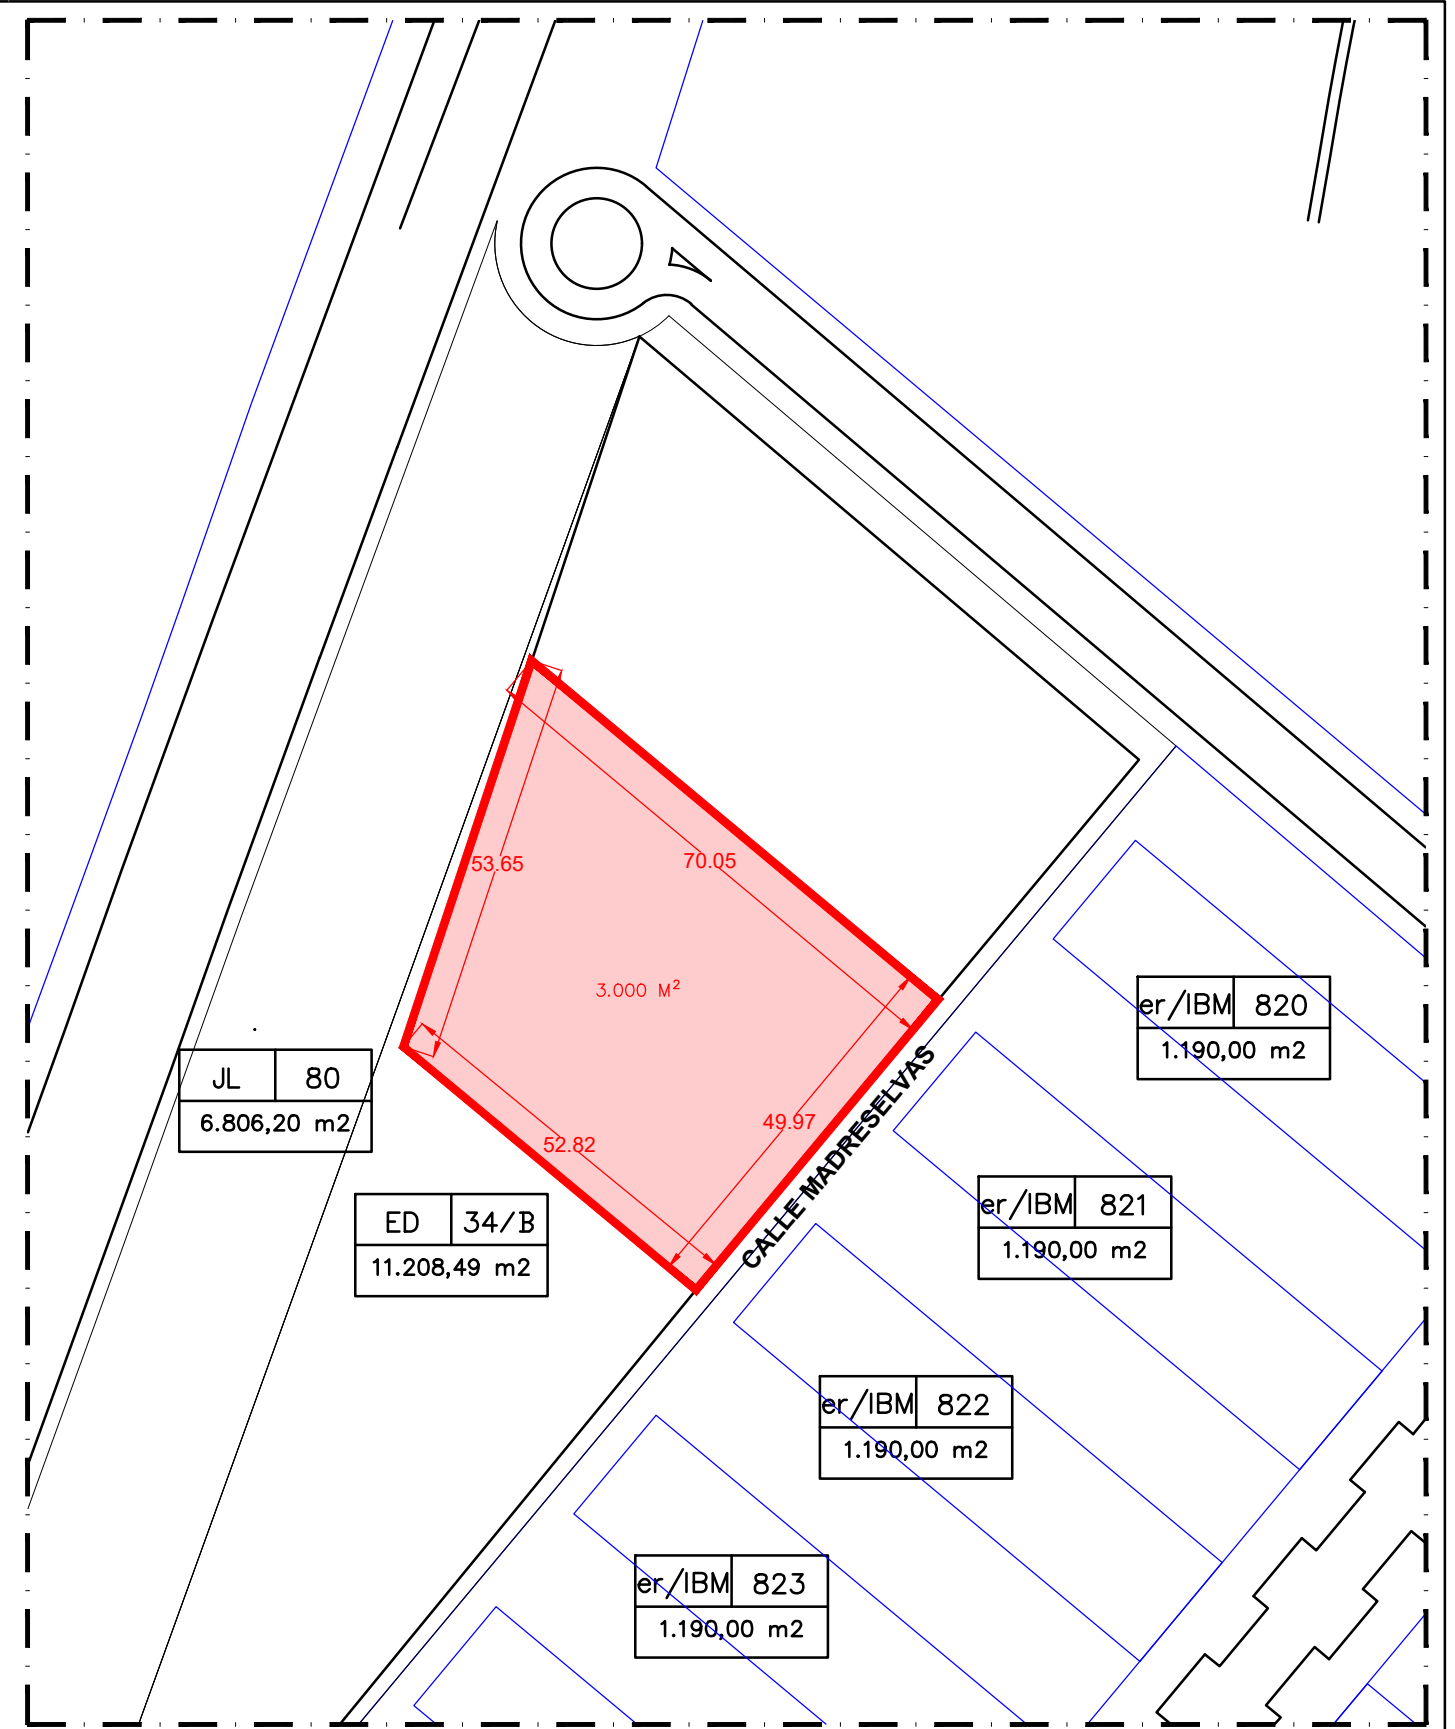 53.65
70.05
3.000 M²
49.97
52.82
CALLE MADRESELVAS
JL 80
6.806,20 m2
ED 34/B
11.208,49 m2
er/IBM 820
1.190,00 m2
er/IBM 821
1.190,00 m2
er/IBM 822
1.190,00 m2
er/IBM 823
1.190,00 m2